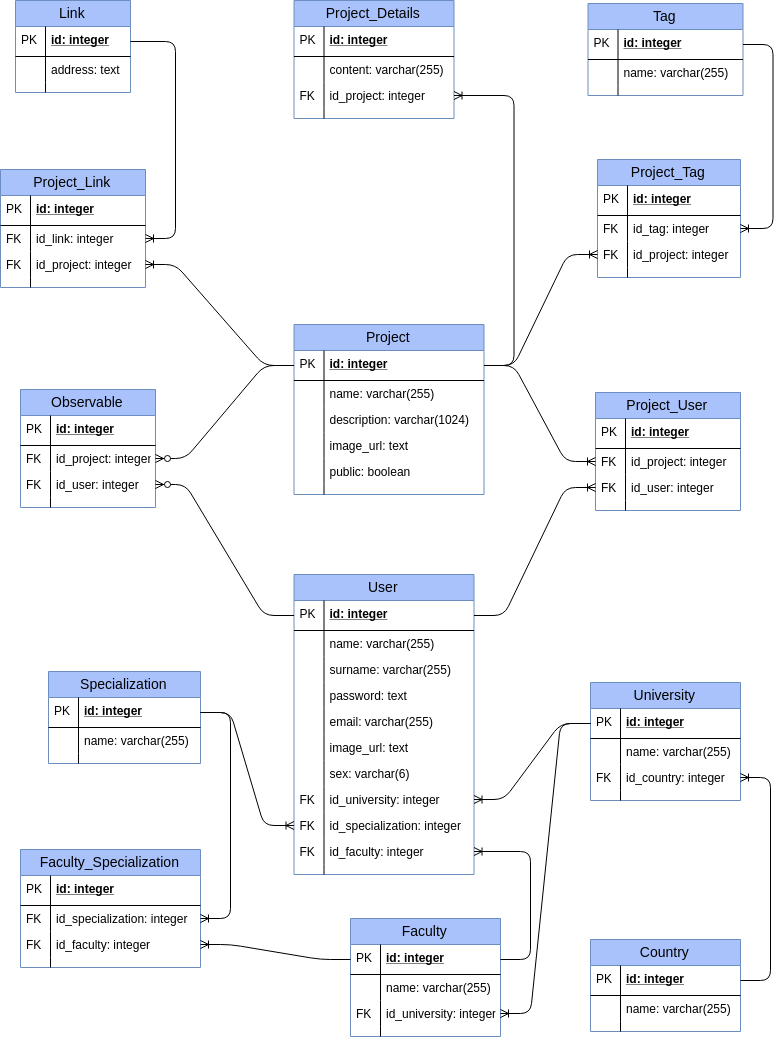 Link
PK id: integer
address: text
Project_Details
PK id: integer
content: varchar(255)
FK id_project: integer
Tag
PK id: integer
name: varchar(255)
Project_Link
PK id: integer
FK id_link: integer
FK id_project: integer
Project_Tag
PK id: integer
FK id_tag: integer
FK id_project: integer
Project
PK id: integer
name: varchar(255)
description: varchar(1024)
image_url: text
public: boolean
Observable
PK id: integer
FK id_project: integer
FK id_user: integer
Project_User
PK id: integer
FK id_project: integer
FK id_user: integer
User
PK id: integer
name: varchar(255)
surname: varchar(255)
password: text
email: varchar(255)
image_url: text
sex: varchar(6)
FK id_university: integer
FK id_specialization: integer
FK id_faculty: integer
Specialization
PK id: integer
name: varchar(255)
University
PK id: integer
name: varchar(255)
FK id_country: integer
Faculty_Specialization
PK id: integer
FK id_specialization: integer
FK id_faculty: integer
Faculty
PK id: integer
name: varchar(255)
FK id_university: integer
Country
PK id: integer
name: varchar(255)